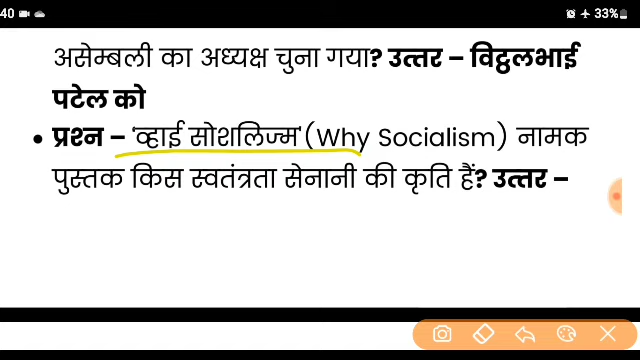 40
33%
असेम्बली का अध्यक्ष चुना गया? उत्तर – विट्ठलभाई
पटेल को
• प्रश्न – 'व्हाई सोशलिज्म' (Why Socialism) नामक
पुस्तक किस स्वतंत्रता सेनानी की कृति हैं? उत्तर –